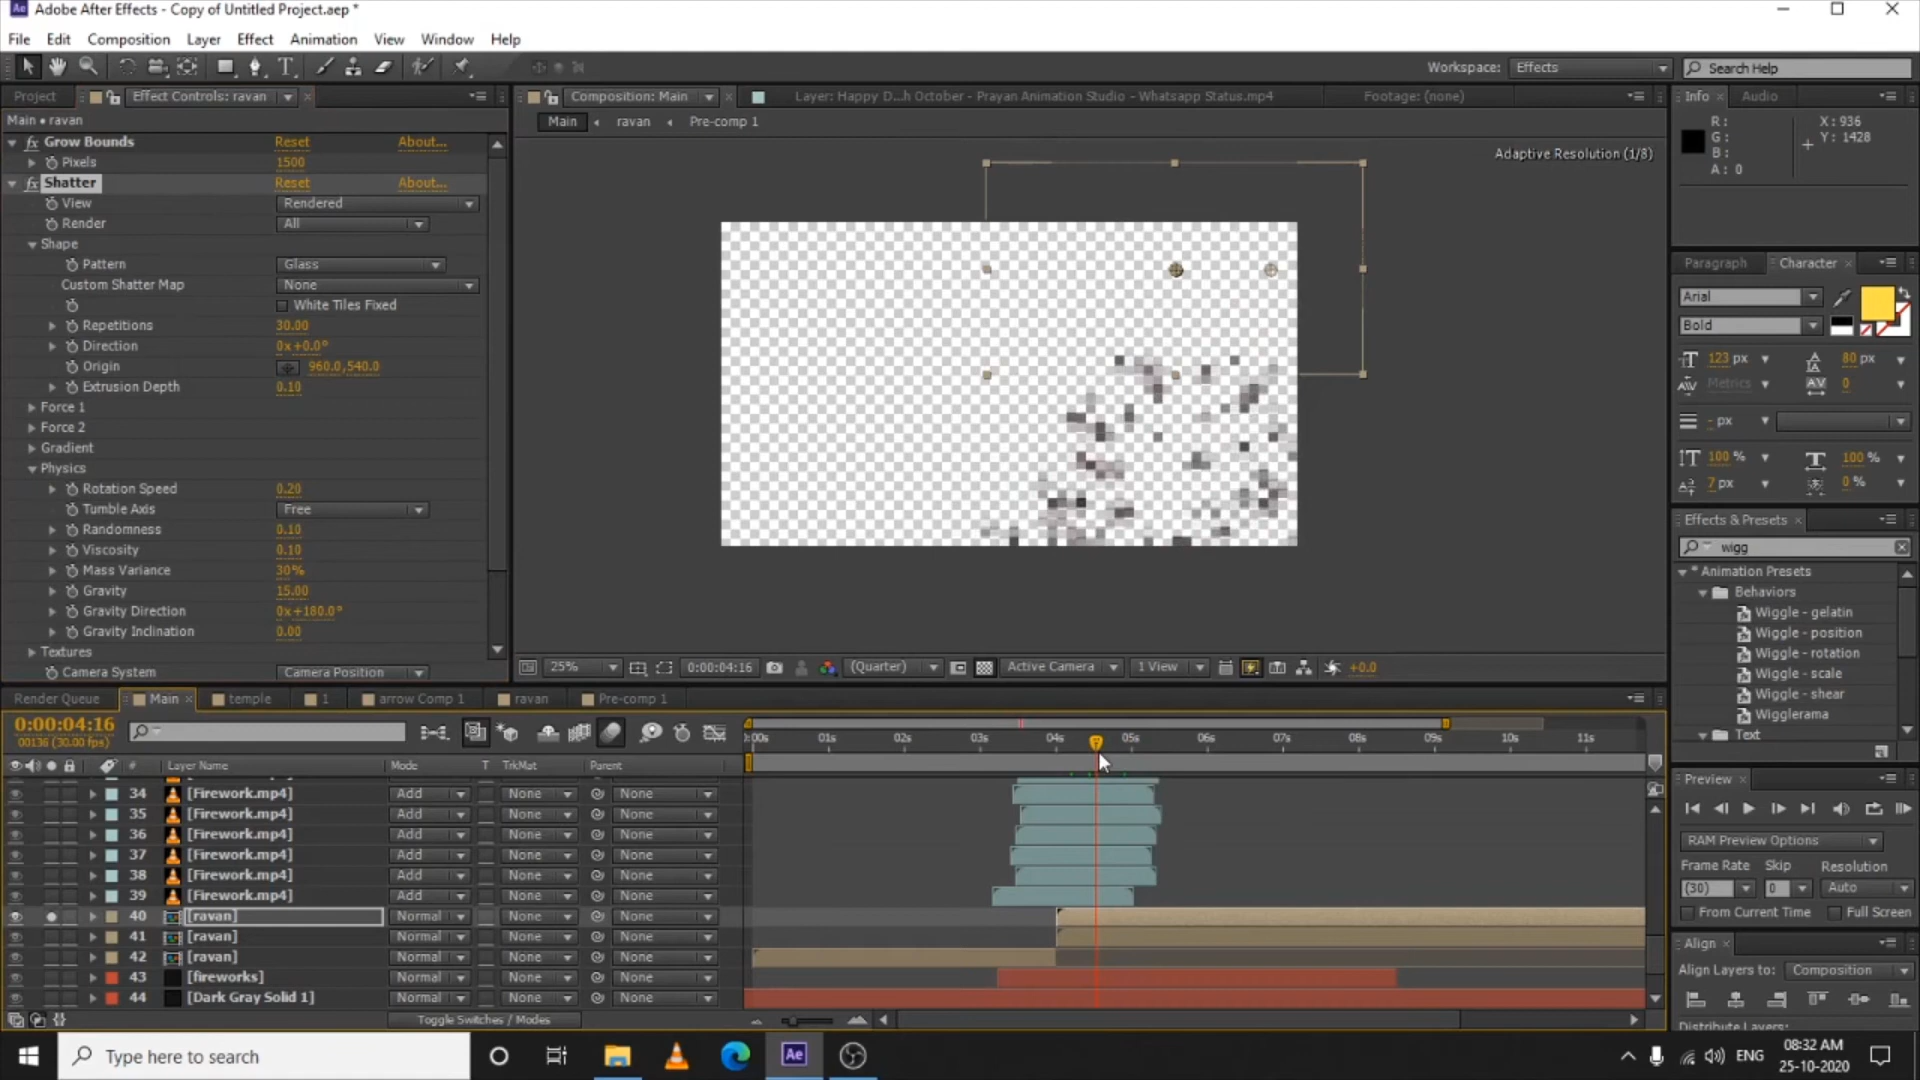 Adobe After Effects - Copy of Untitled Project.aep *
File Edit Composition Layer Effect Animation View Window Help
Workspace: Effects Search Help
Project Effect Controls: ravan
Composition: Main Layer: Happy D...h October - Prayan Animation Studio - Whatsapp Status.mp4 Footage: (none)
Info Audio
Main • ravan
Main ravan Pre-comp 1
R: G: B: A: 0
X: 936
Y: 1428
Adaptive Resolution (1/8)
fx Grow Bounds Reset About...
Pixels 1500
fx Shatter Reset About...
View Rendered
Render All
Shape
Pattern Glass
Custom Shatter Map None
White Tiles Fixed
Repetitions 30.00
Direction 0x+0.0°
Origin 960.0,540.0
Extrusion Depth 0.10
Force 1
Force 2
Gradient
Physics
Rotation Speed 0.20
Tumble Axis Free
Randomness 0.10
Viscosity 0.10
Mass Variance 30%
Gravity 15.00
Gravity Direction 0x+180.0°
Gravity Inclination 0.00
Textures
Camera System Camera Position
25% 0:00:04:16 (Quarter) Active Camera 1 View +0.0
Paragraph Character
Arial
Bold
123 px 80 px
Metrics 0
- px
100 % 100 %
7 px 0 %
Effects & Presets
wigg
* Animation Presets
Behaviors
Wiggle - gelatin
Wiggle - position
Wiggle - rotation
Wiggle - scale
Wiggle - shear
Wigglerama
Text
Preview
RAM Preview Options
Frame Rate Skip Resolution
(30) 0 Auto
From Current Time Full Screen
Align
Align Layers to: Composition
Distribute Layers:
Render Queue Main temple 1 arrow Comp 1 ravan Pre-comp 1
0:00:04:16
00136 (30.00 fps)
:00s 01s 02s 03s 04s 05s 06s 07s 08s 09s 10s 11s
# Layer Name Mode T TrkMat Parent
34 [Firework.mp4] Add None None
35 [Firework.mp4] Add None None
36 [Firework.mp4] Add None None
37 [Firework.mp4] Add None None
38 [Firework.mp4] Add None None
39 [Firework.mp4] Add None None
40 [ravan] Normal None None
41 [ravan] Normal None None
42 [ravan] Normal None None
43 [fireworks] Normal None None
44 [Dark Gray Solid 1] Normal None None
Toggle Switches / Modes
Type here to search
Ae
ENG
08:32 AM
25-10-2020